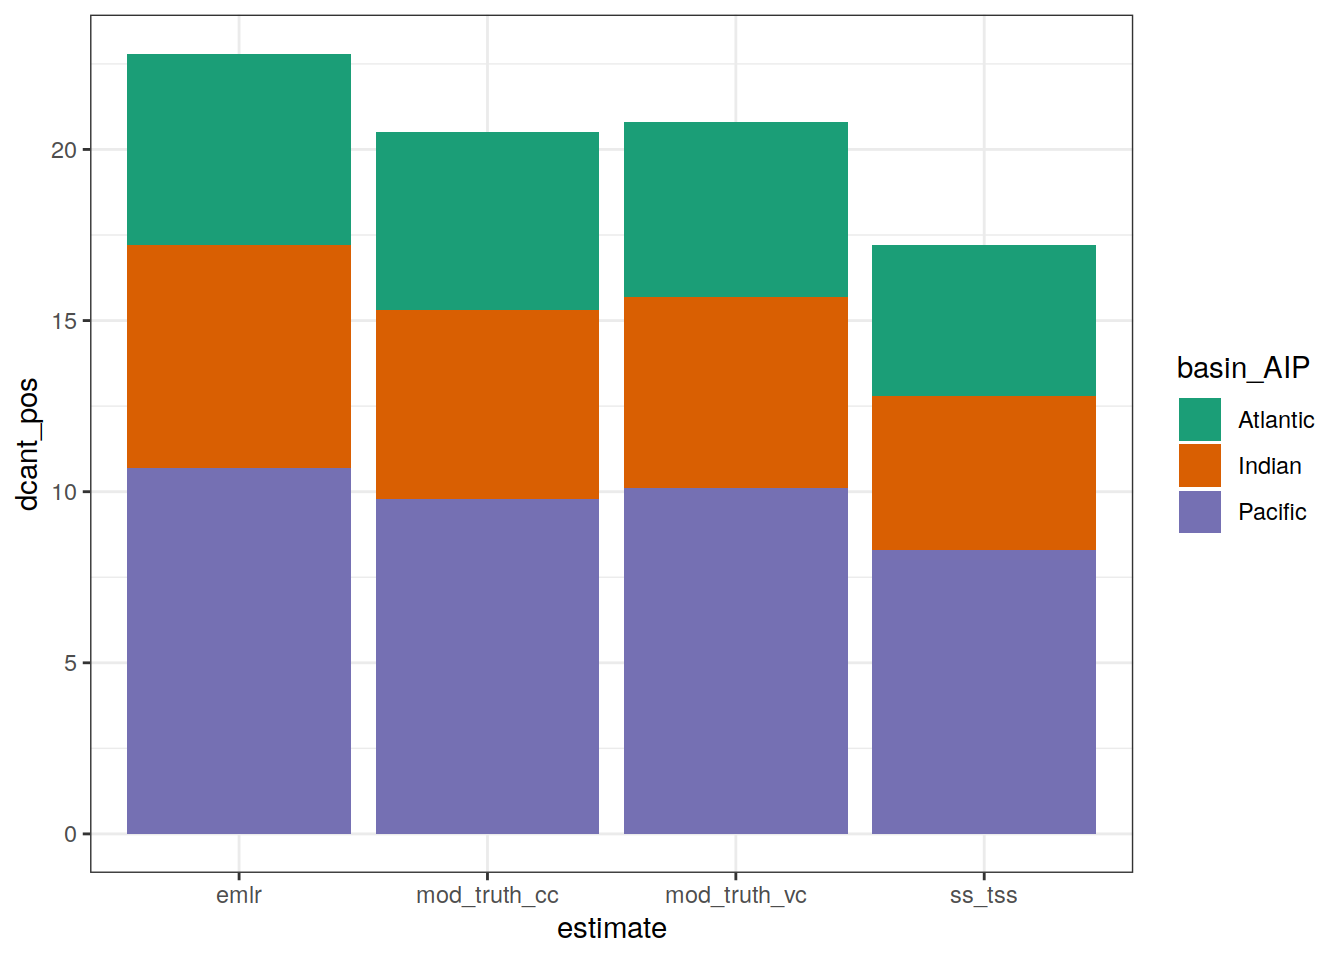 dcant_pos
20
15
10
5
0
emlr
mod_truth_cc
mod_truth_vc
ss_tss
estimate
basin_AIP
Atlantic
Indian
Pacific